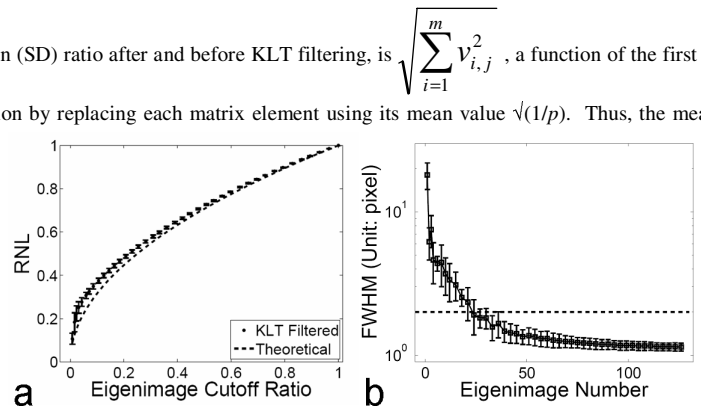 n (SD) ratio after and before KLT filtering, is √∑_{i=1}^{m} v_{i,j}^2 , a function of the first
on by replacing each matrix element using its mean value √(1/p). Thus, the mea
1
0.8
0.6
0.4
0.2
0
RNL
0 0.2 0.4 0.6 0.8 1
Eigenimage Cutoff Ratio
KLT Filtered
Theoretical
a
10^1
10^0
FWHM (Unit: pixel)
0 50 100
Eigenimage Number
b